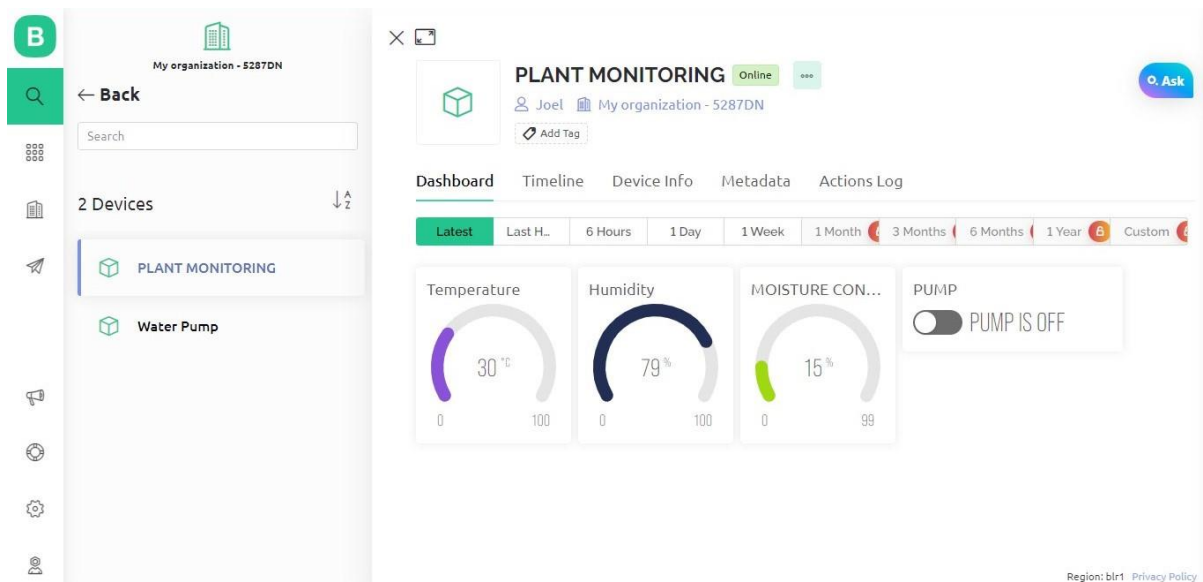 B
My organization - 5287DN
← Back
Search
2 Devices
A
Z
PLANT MONITORING
Water Pump
PLANT MONITORING Online
Joel My organization - 5287DN
Add Tag
Ask
Dashboard Timeline Device Info Metadata Actions Log
Latest Last H... 6 Hours 1 Day 1 Week 1 Month 3 Months 6 Months 1 Year Custom
Temperature Humidity MOISTURE CON... PUMP
PUMP IS OFF
30 °C 79 % 15 %
0 100 0 100 0 99
Region: blr1 Privacy Policy